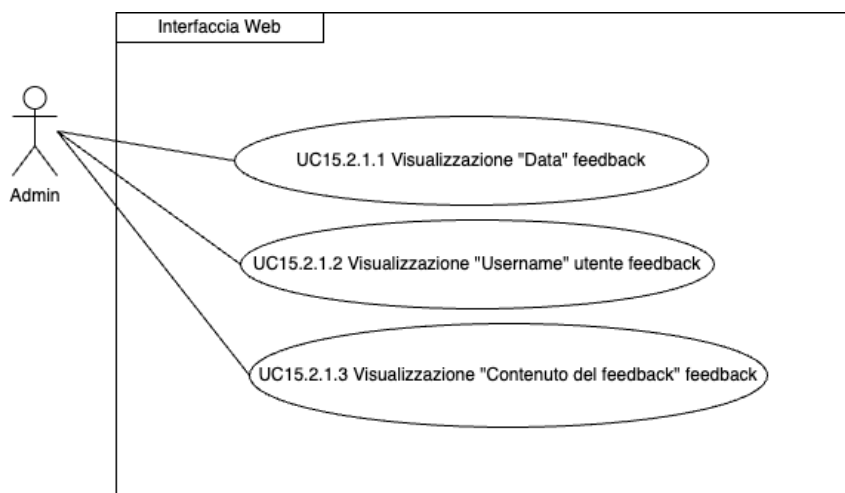 Interfaccia Web
Admin
UC15.2.1.1 Visualizzazione "Data" feedback
UC15.2.1.2 Visualizzazione "Username" utente feedback
UC15.2.1.3 Visualizzazione "Contenuto del feedback" feedback